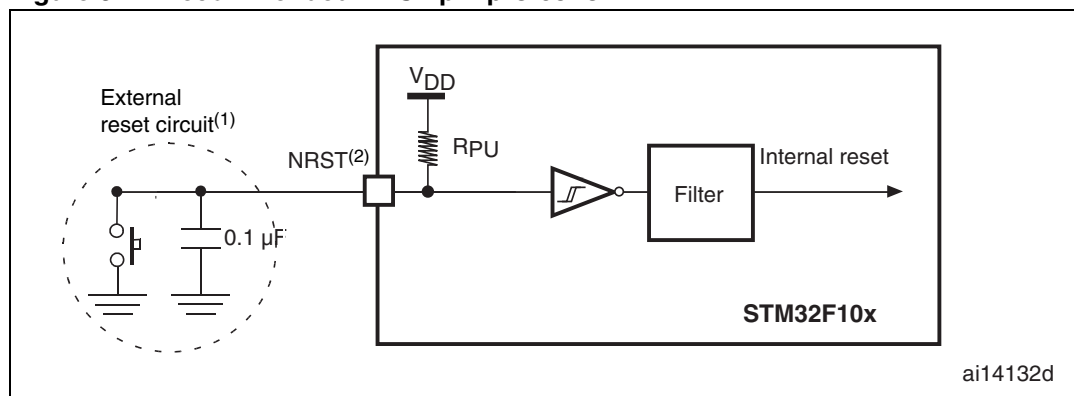 External
reset circuit(1)
VDD
RPU
NRST(2)
Internal reset
Filter
0.1 µF
STM32F10x
ai14132d